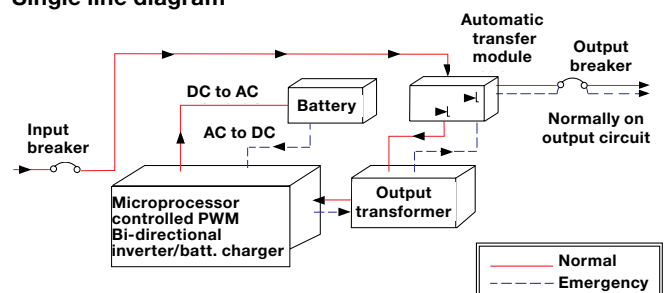 Single line diagram
Automatic
transfer
module
Output
breaker
DC to AC
Battery
Input
breaker
AC to DC
Normally on
output circuit
Microprocessor
controlled PWM
Bi-directional
inverter/batt. charger
Output
transformer
Normal
Emergency